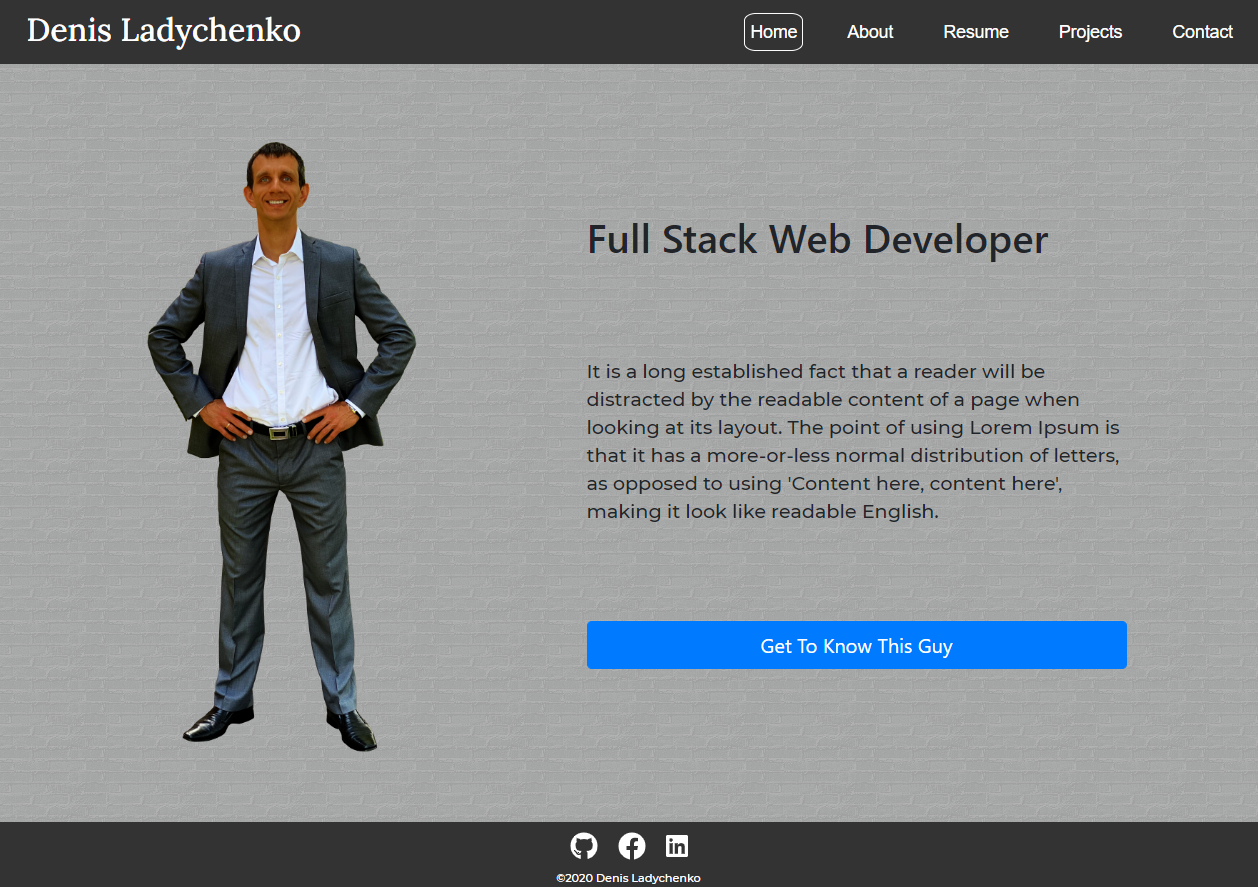 Denis Ladychenko
Home
About
Resume
Projects
Contact
Full Stack Web Developer
It is a long established fact that a reader will be
distracted by the readable content of a page when
looking at its layout. The point of using Lorem Ipsum is
that it has a more-or-less normal distribution of letters,
as opposed to using 'Content here, content here',
making it look like readable English.
Get To Know This Guy
©2020 Denis Ladychenko